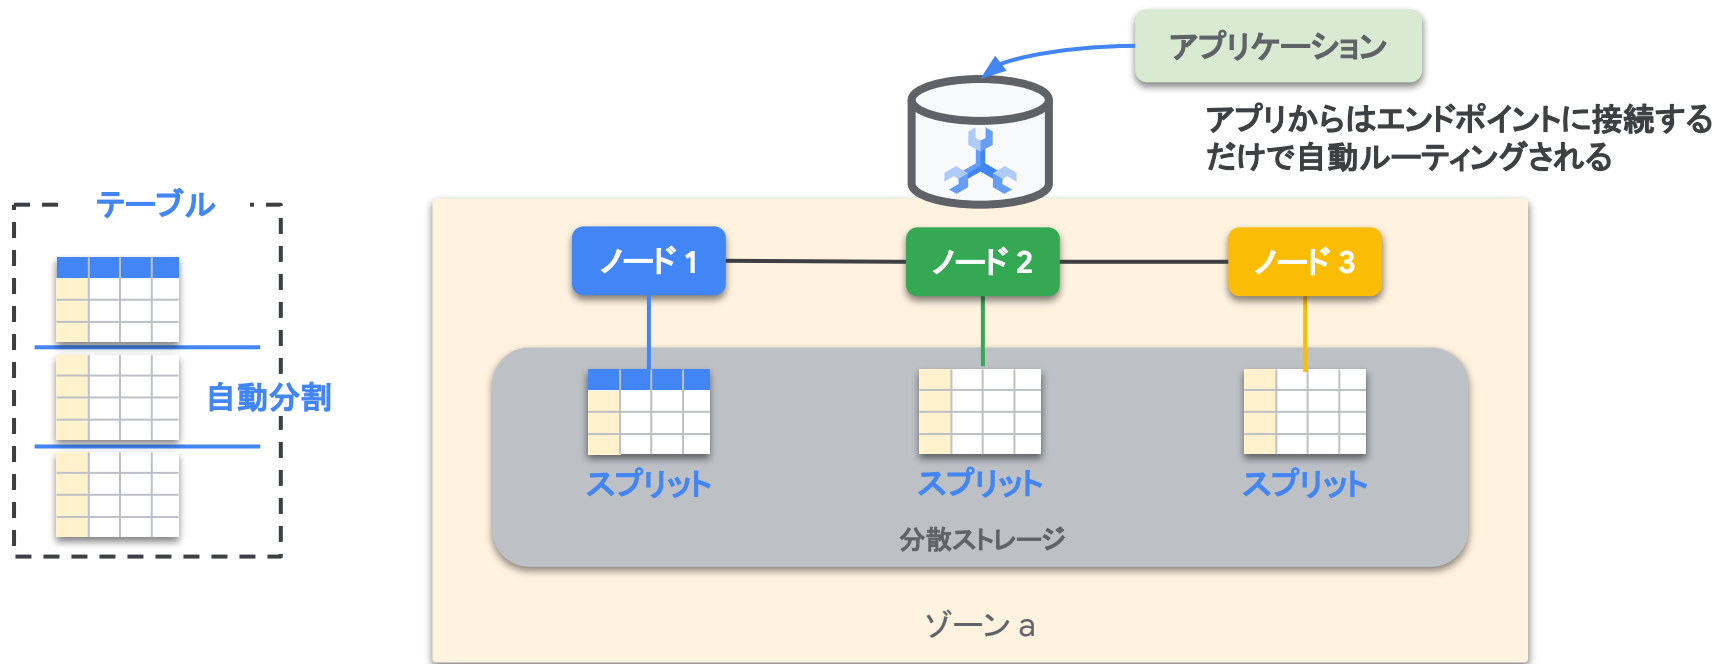 アプリケーション
アプリからはエンドポイントに接続する
だけで自動ルーティングされる
テーブル
自動分割
ノード 1
ノード 2
ノード 3
スプリット
スプリット
スプリット
分散ストレージ
ゾーン a